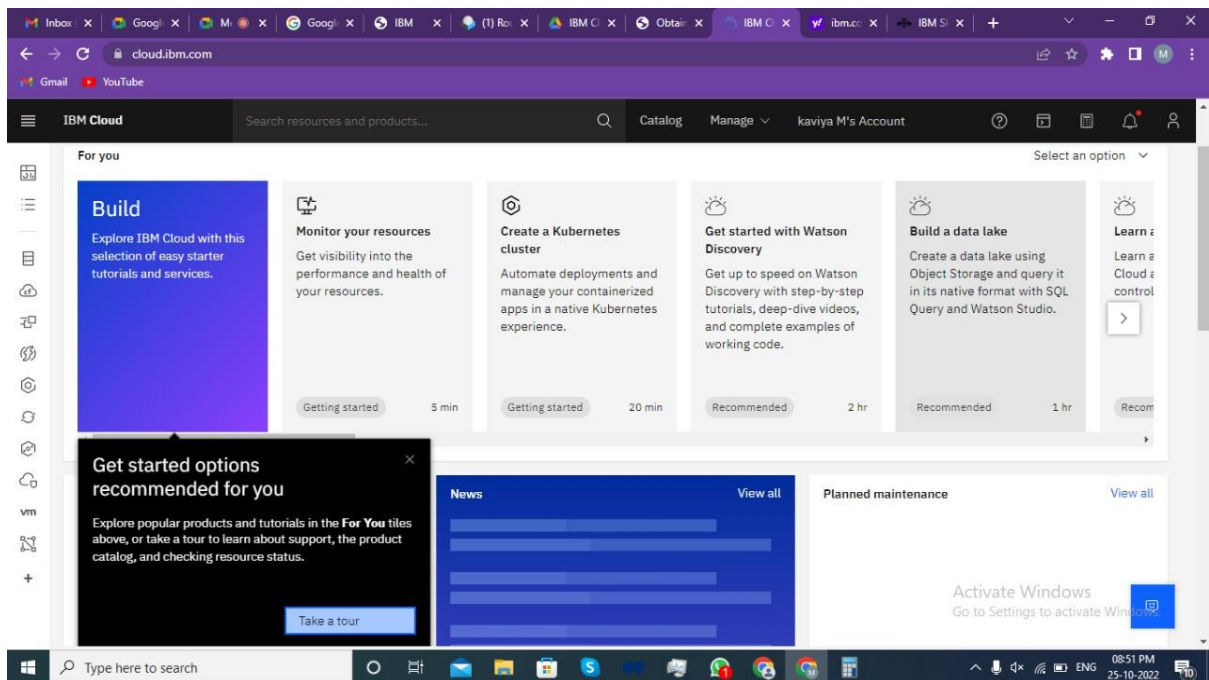 Inbox
Googl
M
Googl
IBM
(1) Ro
IBM C
Obtain
IBM C
ibm.co
IBM S
cloud.ibm.com
M
Gmail
YouTube
IBM Cloud
Search resources and products...
Catalog
Manage
kaviya M's Account
For you
Select an option
Build
Explore IBM Cloud with this
selection of easy starter
tutorials and services.
Monitor your resources
Get visibility into the
performance and health of
your resources.
Getting started
5 min
Create a Kubernetes
cluster
Automate deployments and
manage your containerized
apps in a native Kubernetes
experience.
Getting started
20 min
Get started with Watson
Discovery
Get up to speed on Watson
Discovery with step-by-step
tutorials, deep-dive videos,
and complete examples of
working code.
Recommended
2 hr
Build a data lake
Create a data lake using
Object Storage and query it
in its native format with SQL
Query and Watson Studio.
Recommended
1 hr
Learn a
Learn a
Cloud a
control
Recom
vm
Get started options
recommended for you
Explore popular products and tutorials in the For You tiles
above, or take a tour to learn about support, the product
catalog, and checking resource status.
Take a tour
News
View all
Planned maintenance
View all
Activate Windows
Go to Settings to activate Windows.
Type here to search
ENG
08:51 PM
25-10-2022